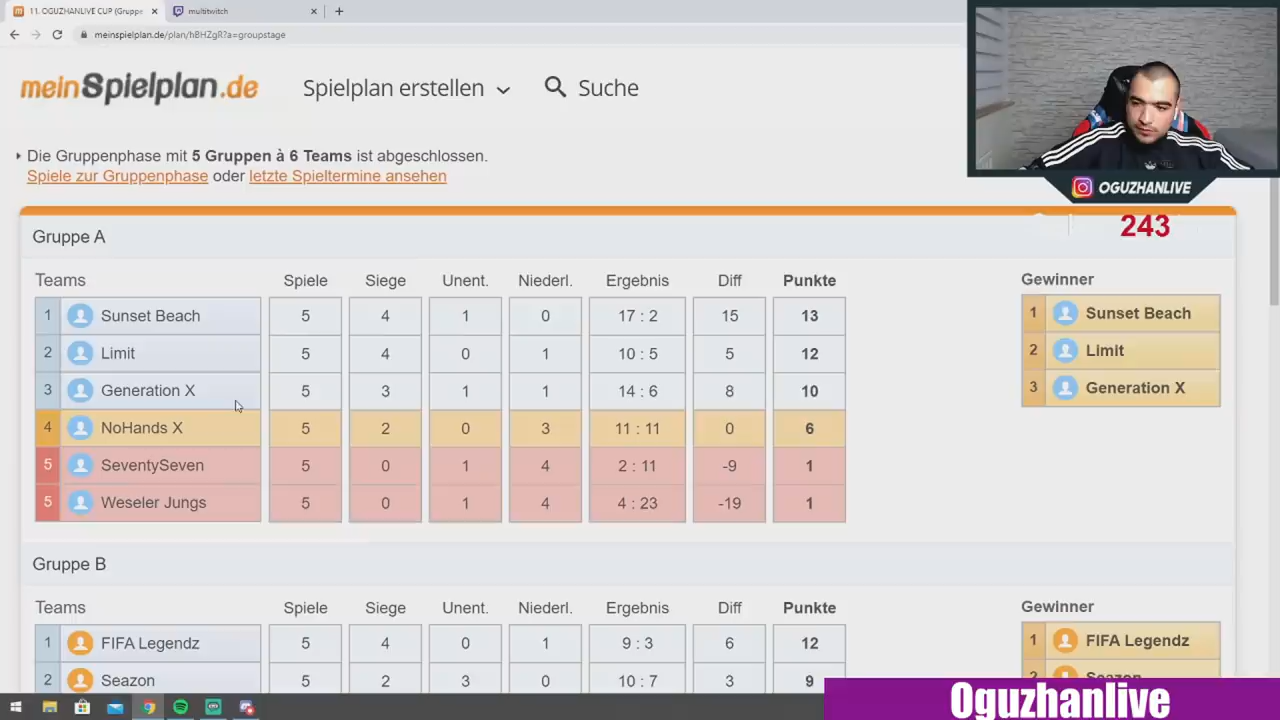 11. OGUZHANLIVE CUP (Gruppe
multitwitch
meinspielplan.de/plan/hBHZgR?a=groupstage
meinSpielplan.de
Spielplan erstellen
Suche
OGUZHANLIVE
243
Die Gruppenphase mit 5 Gruppen à 6 Teams ist abgeschlossen.
Spiele zur Gruppenphase oder letzte Spieltermine ansehen
Gruppe A
Teams Spiele Siege Unent. Niederl. Ergebnis Diff Punkte
1 Sunset Beach 5 4 1 0 17 : 2 15 13
2 Limit 5 4 0 1 10 : 5 5 12
3 Generation X 5 3 1 1 14 : 6 8 10
4 NoHands X 5 2 0 3 11 : 11 0 6
5 SeventySeven 5 0 1 4 2 : 11 -9 1
5 Weseler Jungs 5 0 1 4 4 : 23 -19 1
Gewinner
1 Sunset Beach
2 Limit
3 Generation X
Gruppe B
Teams Spiele Siege Unent. Niederl. Ergebnis Diff Punkte
1 FIFA Legendz 5 4 0 1 9 : 3 6 12
2 Seazon 5 2 3 0 10 : 7 3 9
Gewinner
1 FIFA Legendz
2 Seazon
Oguzhanlive